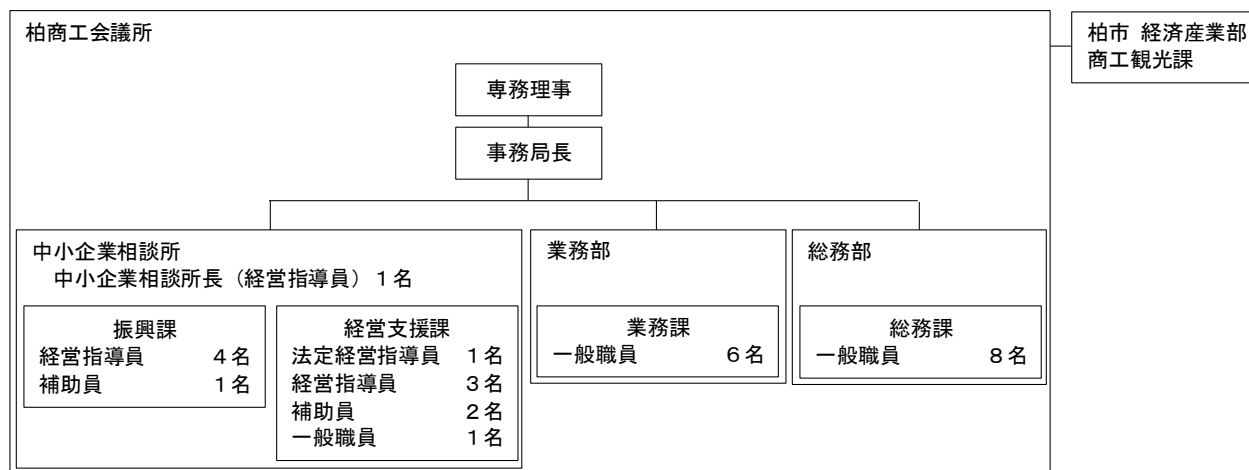 柏商工会議所
柏市 経済産業部
商工観光課
専務理事
事務局長
中小企業相談所
中小企業相談所長（経営指導員）１名
振興課
経営指導員 ４名
補助員 １名
経営支援課
法定経営指導員 １名
経営指導員 ３名
補助員 ２名
一般職員 １名
業務部
業務課
一般職員 ６名
総務部
総務課
一般職員 ８名